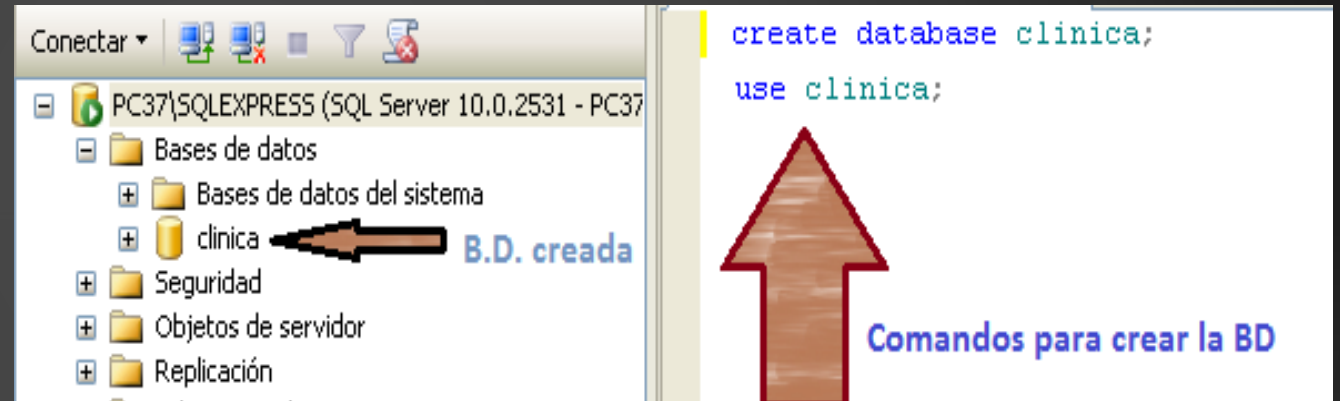 Conectar
PC37\SQLEXPRESS (SQL Server 10.0.2531 - PC37
Bases de datos
Bases de datos del sistema
clinica
B.D. creada
Seguridad
Objetos de servidor
Replicación
create database clinica;
use clinica;
Comandos para crear la BD